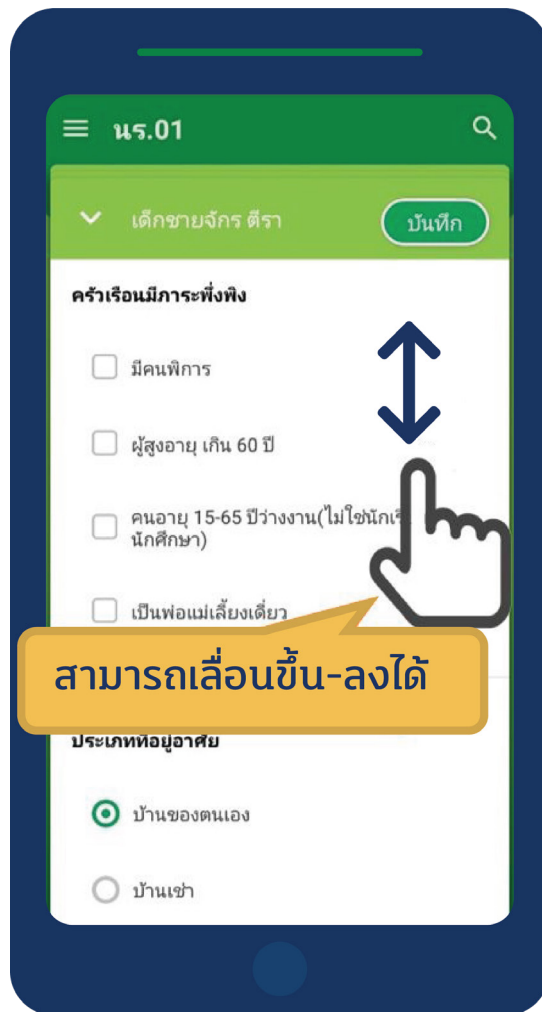 นร.01
เด็กชายจักร ตีรา
บันทึก
ครัวเรือนมีภาระพึ่งพิง
มีคนพิการ
ผู้สูงอายุ เกิน 60 ปี
คนอายุ 15-65 ปีว่างงาน(ไม่ใช่นักเรี
นักศึกษา)
เป็นพ่อแม่เลี้ยงเดี่ยว
สามารถเลื่อนขึ้น-ลงได้
ประเภทที่อยู่อาศัย
บ้านของตนเอง
บ้านเช่า